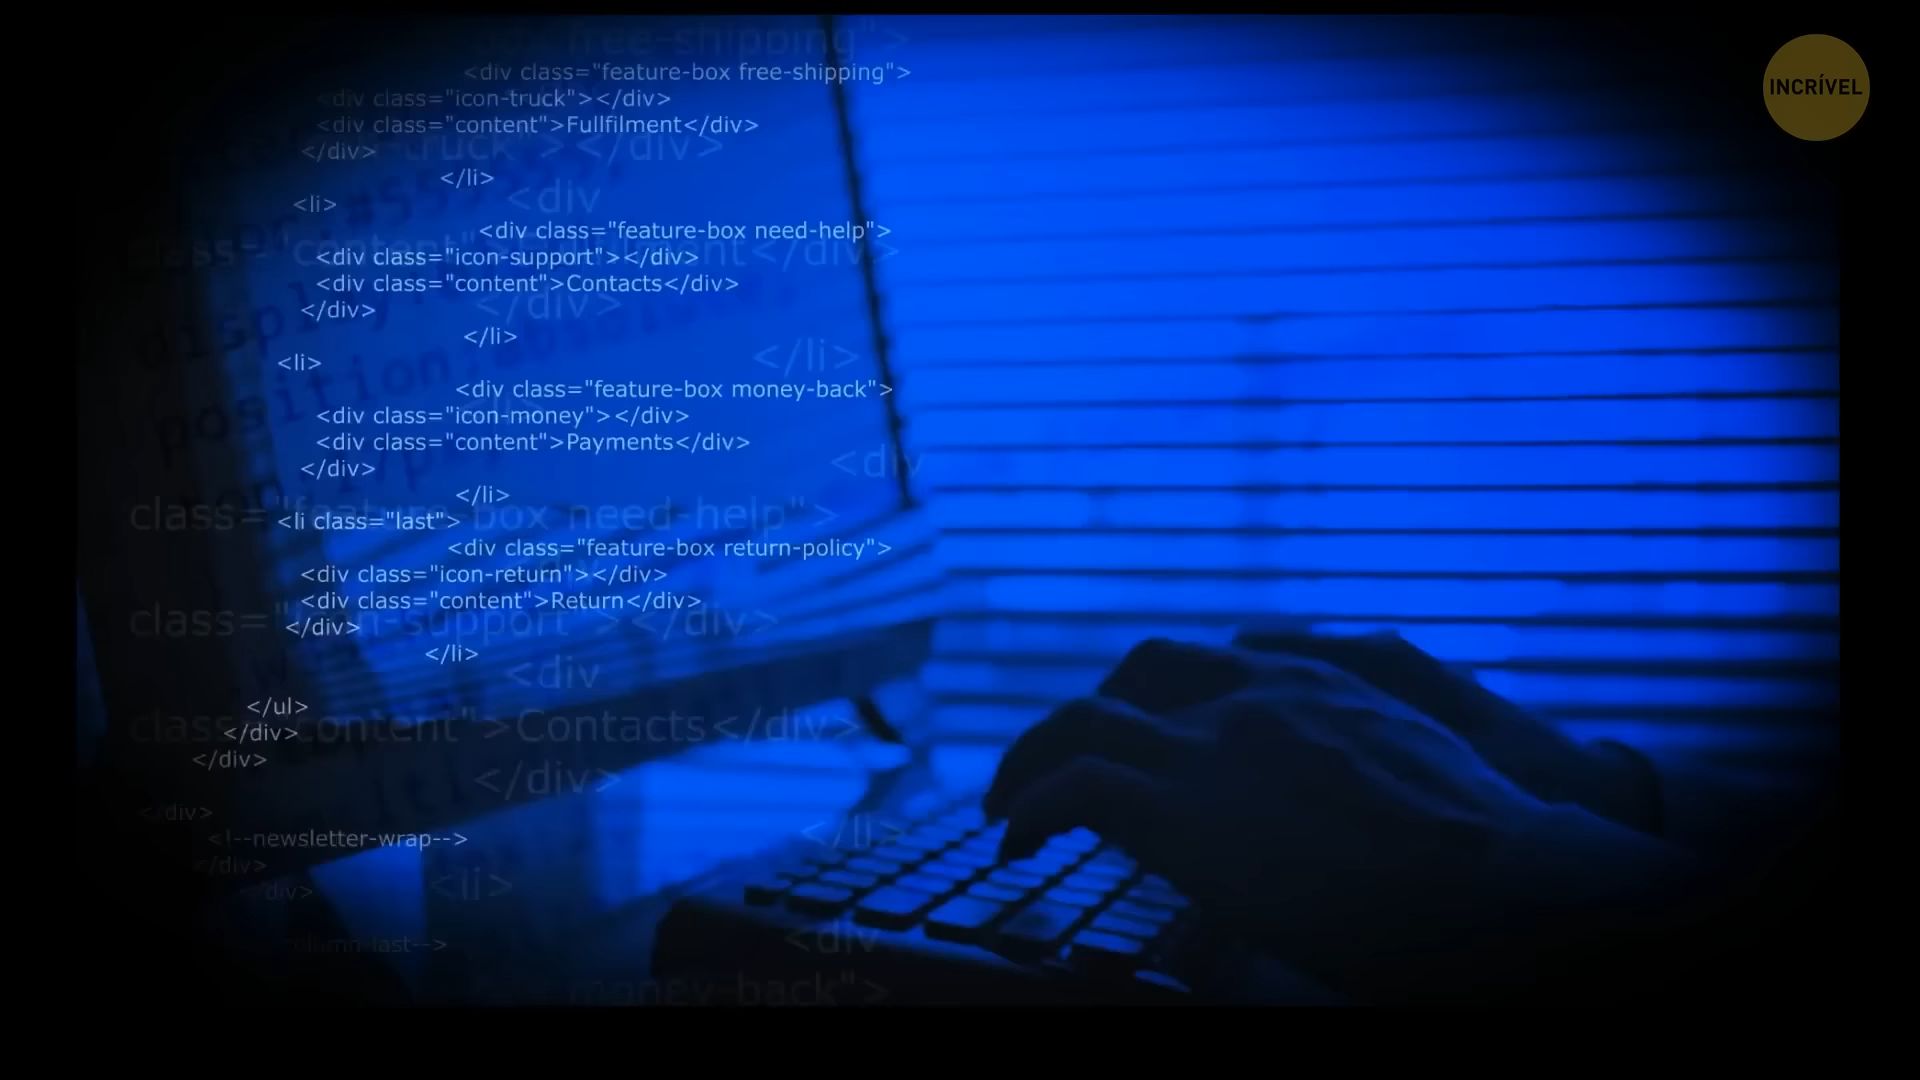 <div class="feature-box free-shipping">
<div class="icon-truck"></div>
<div class="content">Fullfilment</div>
</div>
</li>
<li>
<div class="feature-box need-help">
<div class="icon-support"></div>
<div class="content">Contacts</div>
</div>
</li>
<li>
<div class="feature-box money-back">
<div class="icon-money"></div>
<div class="content">Payments</div>
</div>
</li>
<li class="last">
<div class="feature-box return-policy">
<div class="icon-return"></div>
<div class="content">Return</div>
</div>
</li>
</ul>
</div>
</div>
</div>
<!--newsletter-wrap-->
</div>
</div>
column-last-->
INCRÍVEL